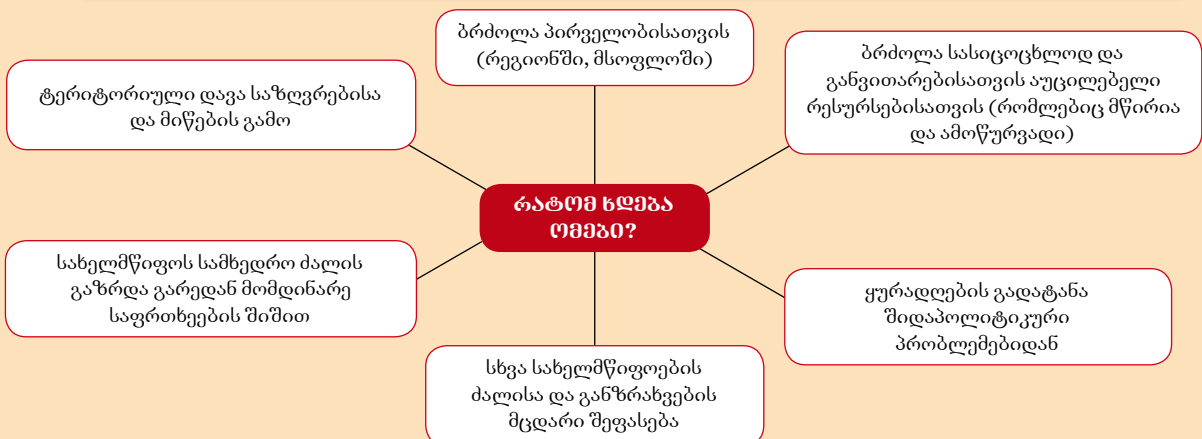 ბრძოლა პირველობისათვის
(რეგიონში, მსოფლოში)
ტერიტორიული დავა საზღვრებისა
და მიწების გამო
ბრძოლა სასიცოცხლოდ და
განვითარებისათვის აუცილებელი
რესურსებისათვის (რომლებიც მწირია
და ამოწურვადი)
რატომ ხდება
ომები?
სახელმწიფოს სამხედრო ძალის
გაზრდა გარედან მომდინარე
საფრთხეების შიშით
ყურადღების გადატანა
შიდაპოლიტიკური
პრობლემებიდან
სხვა სახელმწიფოების
ძალისა და განზრახვების
მცდარი შეფასება